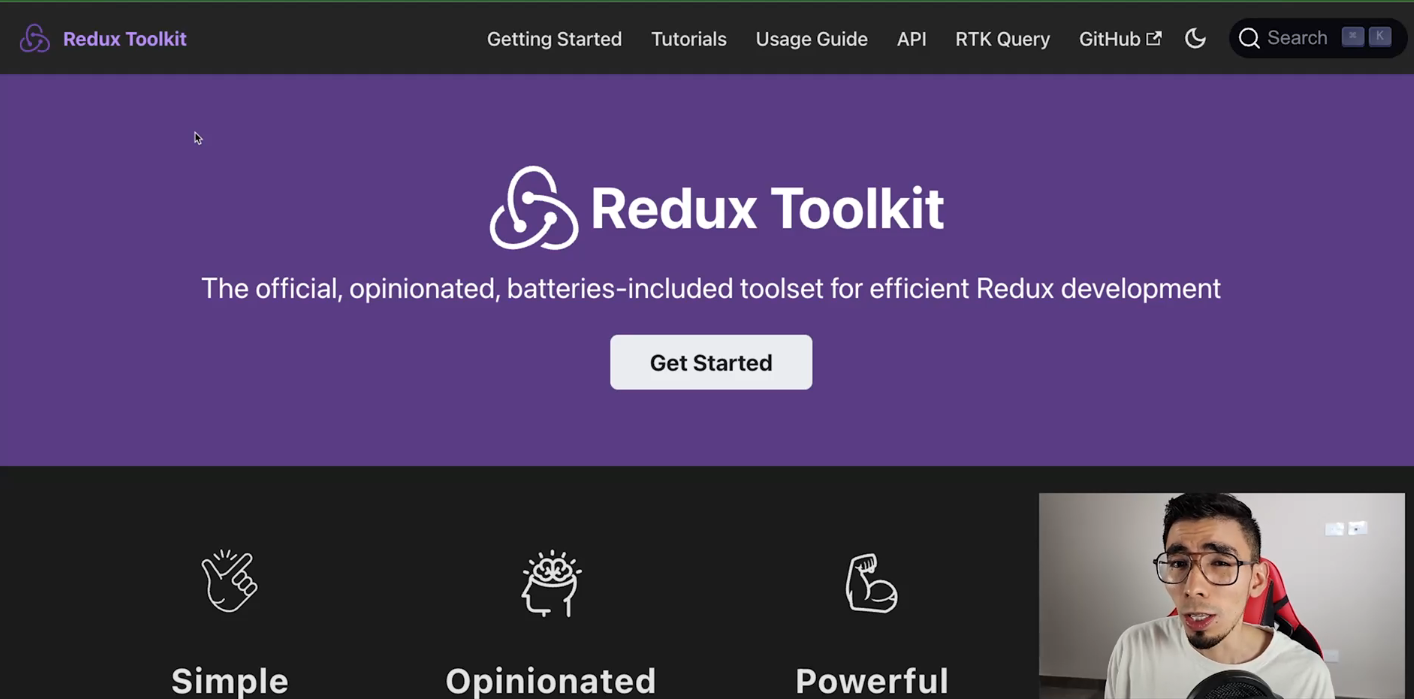 Redux Toolkit
Getting Started
Tutorials
Usage Guide
API
RTK Query
GitHub
Search
⌘
K
Redux Toolkit
The official, opinionated, batteries-included toolset for efficient Redux development
Get Started
Simple
Opinionated
Powerful